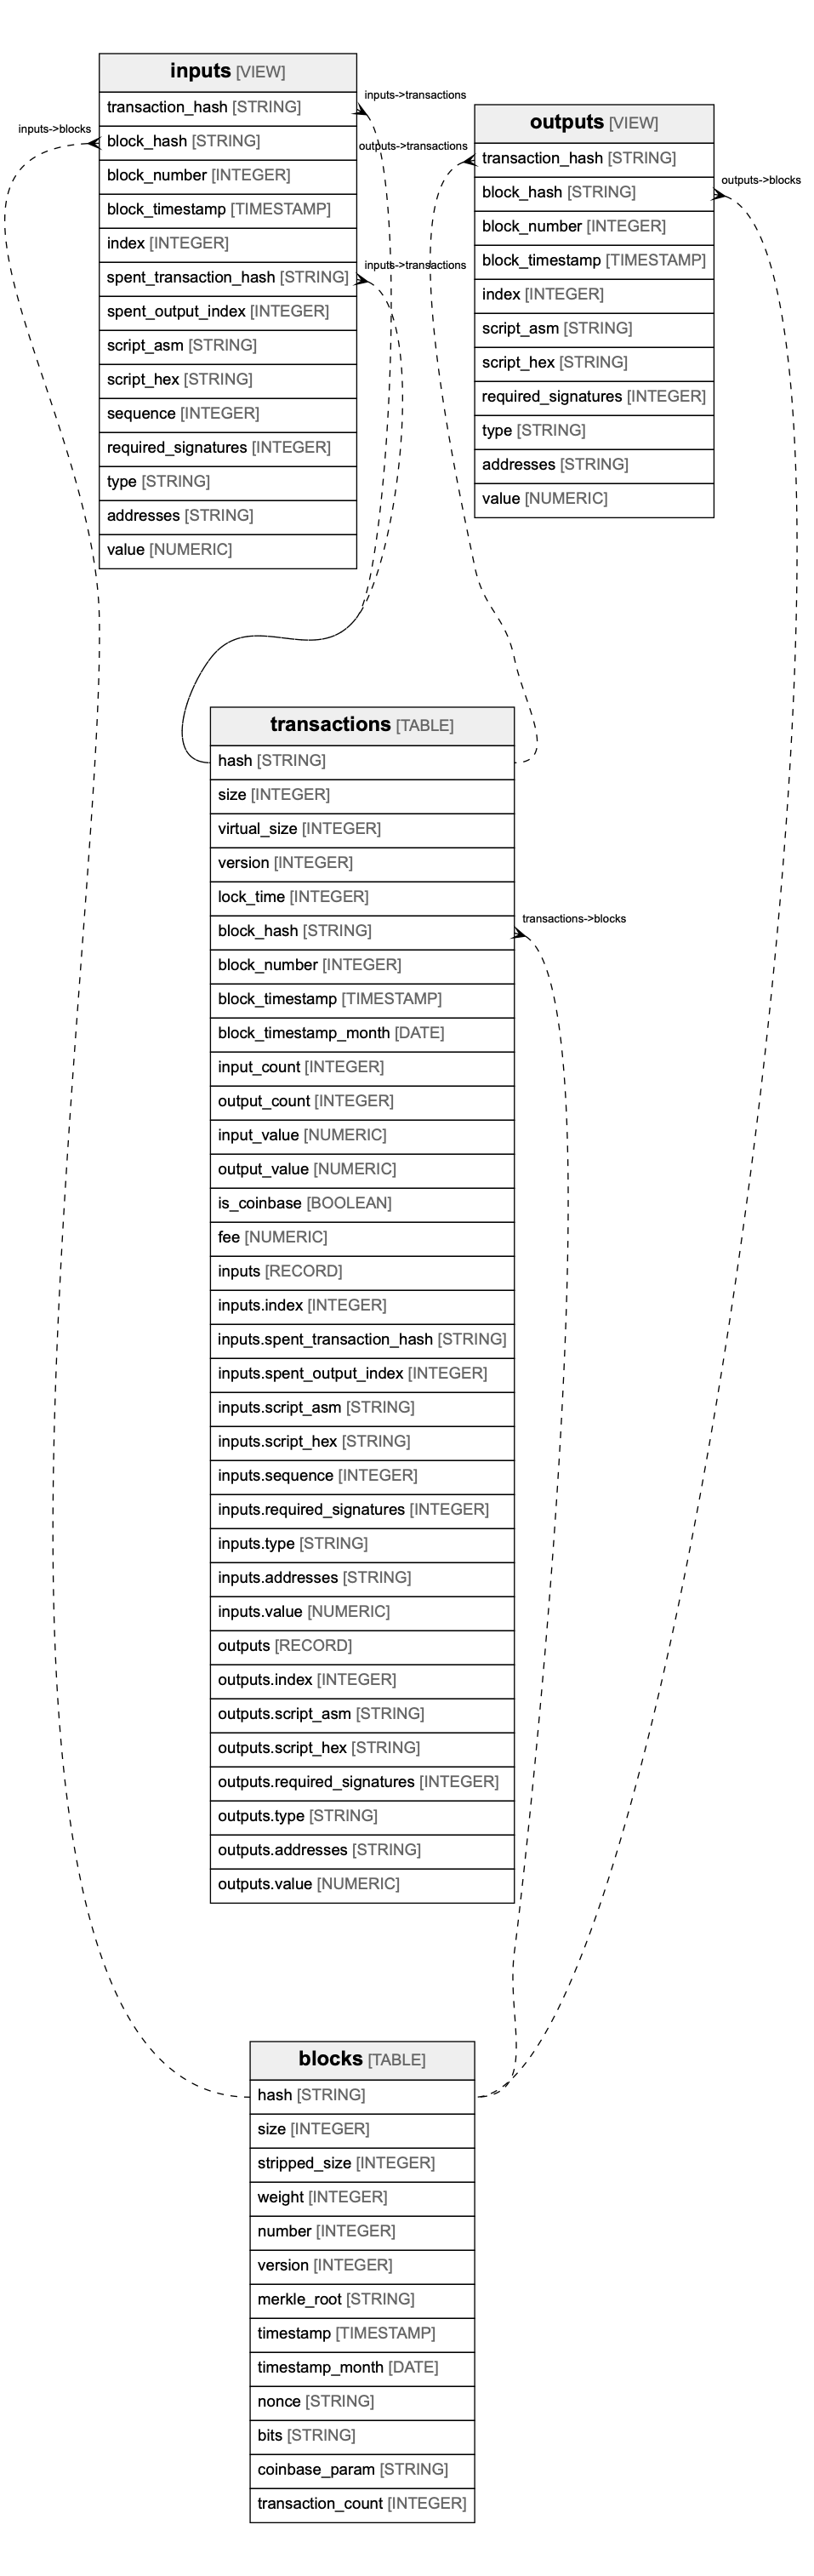 inputs [VIEW]
transaction_hash [STRING]
block_hash [STRING]
block_number [INTEGER]
block_timestamp [TIMESTAMP]
index [INTEGER]
spent_transaction_hash [STRING]
spent_output_index [INTEGER]
script_asm [STRING]
script_hex [STRING]
sequence [INTEGER]
required_signatures [INTEGER]
type [STRING]
addresses [STRING]
value [NUMERIC]
inputs->blocks
inputs->transactions
outputs->transactions
inputs->transactions
outputs [VIEW]
transaction_hash [STRING]
block_hash [STRING]
block_number [INTEGER]
block_timestamp [TIMESTAMP]
index [INTEGER]
script_asm [STRING]
script_hex [STRING]
required_signatures [INTEGER]
type [STRING]
addresses [STRING]
value [NUMERIC]
outputs->blocks
transactions [TABLE]
hash [STRING]
size [INTEGER]
virtual_size [INTEGER]
version [INTEGER]
lock_time [INTEGER]
block_hash [STRING]
block_number [INTEGER]
block_timestamp [TIMESTAMP]
block_timestamp_month [DATE]
input_count [INTEGER]
output_count [INTEGER]
input_value [NUMERIC]
output_value [NUMERIC]
is_coinbase [BOOLEAN]
fee [NUMERIC]
inputs [RECORD]
inputs.index [INTEGER]
inputs.spent_transaction_hash [STRING]
inputs.spent_output_index [INTEGER]
inputs.script_asm [STRING]
inputs.script_hex [STRING]
inputs.sequence [INTEGER]
inputs.required_signatures [INTEGER]
inputs.type [STRING]
inputs.addresses [STRING]
inputs.value [NUMERIC]
outputs [RECORD]
outputs.index [INTEGER]
outputs.script_asm [STRING]
outputs.script_hex [STRING]
outputs.required_signatures [INTEGER]
outputs.type [STRING]
outputs.addresses [STRING]
outputs.value [NUMERIC]
transactions->blocks
blocks [TABLE]
hash [STRING]
size [INTEGER]
stripped_size [INTEGER]
weight [INTEGER]
number [INTEGER]
version [INTEGER]
merkle_root [STRING]
timestamp [TIMESTAMP]
timestamp_month [DATE]
nonce [STRING]
bits [STRING]
coinbase_param [STRING]
transaction_count [INTEGER]